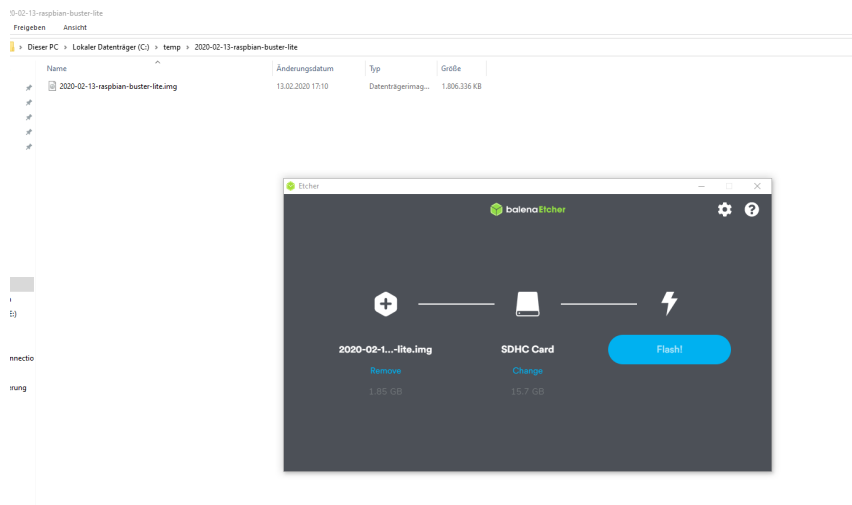 20-02-13-raspbian-buster-lite
Freigeben Ansicht
› Dieser PC › Lokaler Datenträger (C:) › temp › 2020-02-13-raspbian-buster-lite
Name Änderungsdatum Typ Größe
2020-02-13-raspbian-buster-lite.img 13.02.2020 17:10 Datenträgerimag... 1.806.336 KB
Etcher
balenaEtcher
E:)
2020-02-1...-lite.img SDHC Card Flash!
Remove Change
1.85 GB 15.7 GB
nnectio
rung